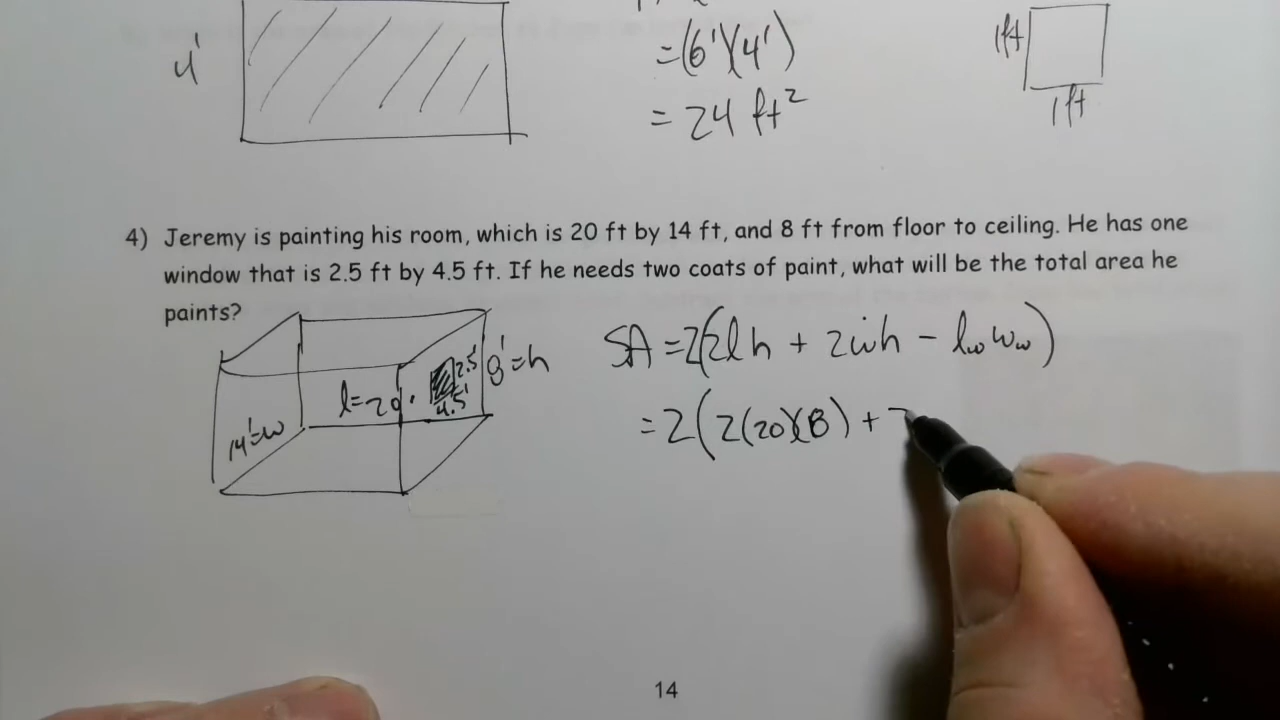 4'
=(6')(4')
= 24 ft²
1ft
1ft
4) Jeremy is painting his room, which is 20 ft by 14 ft, and 8 ft from floor to ceiling. He has one
window that is 2.5 ft by 4.5 ft. If he needs two coats of paint, what will be the total area he
paints?
SA = 2(2lh + 2wh - l_w w_w)
2.5'
8'=h
l=20'
4.5'
14'=w
= 2(2(20)(8) + 2
14